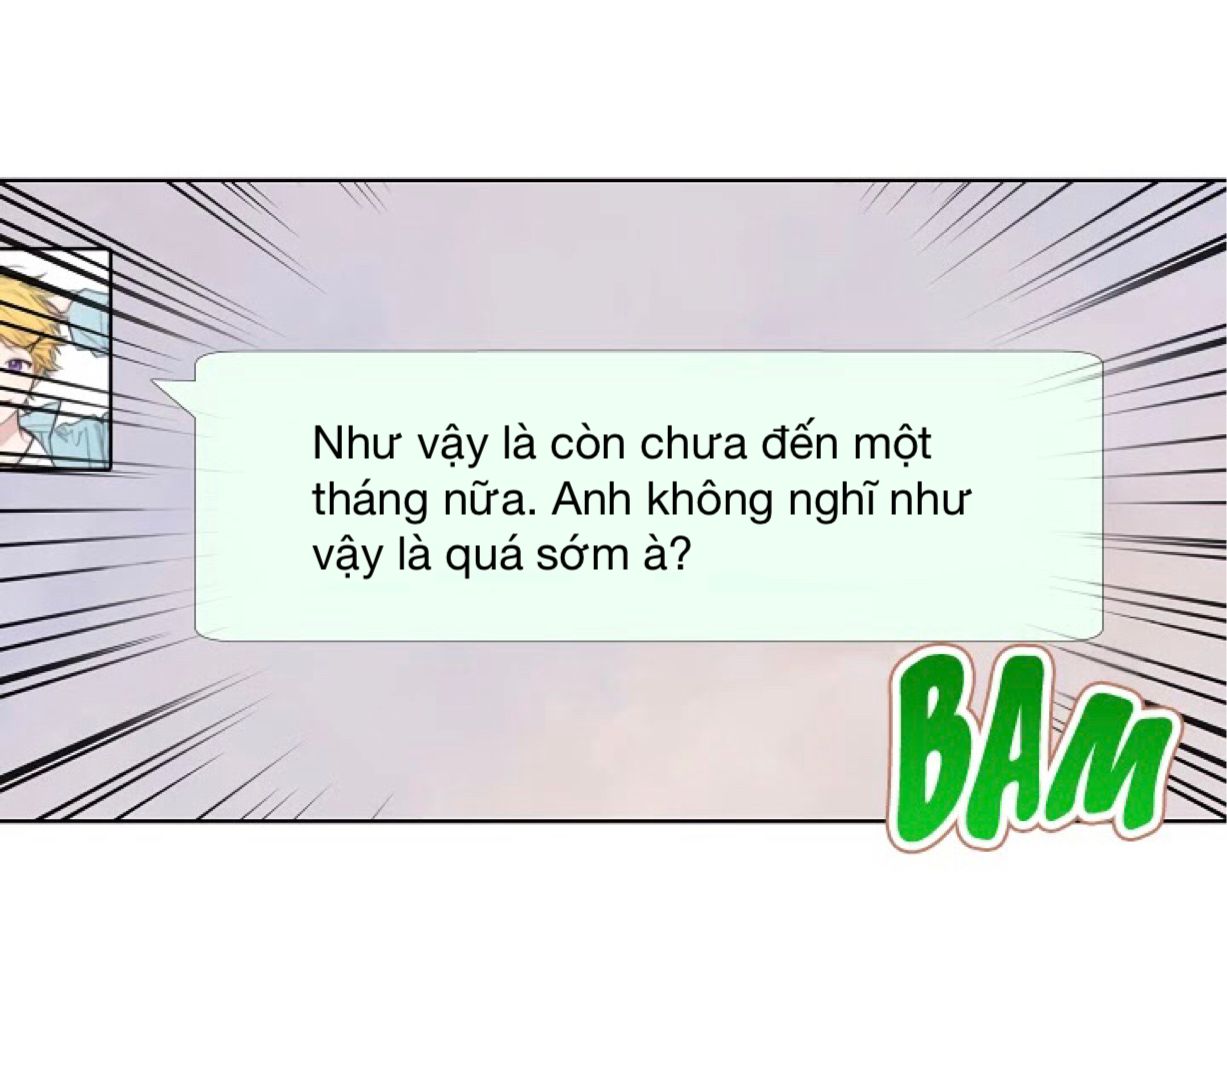 Như vậy là còn chưa đến một
tháng nữa. Anh không nghĩ như
vậy là quá sớm à?
BAM